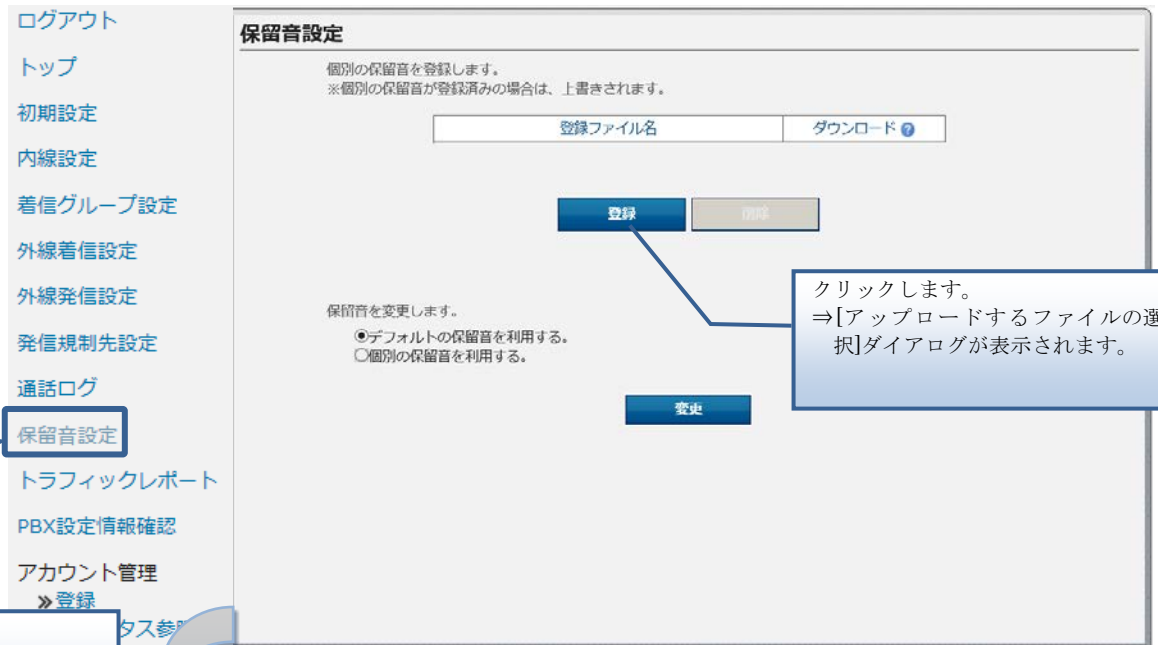 ログアウト
トップ
初期設定
内線設定
着信グループ設定
外線着信設定
外線発信設定
発信規制先設定
通話ログ
保留音設定
トラフィックレポート
PBX設定情報確認
アカウント管理
»登録
タス参
保留音設定
個別の保留音を登録します。
※個別の保留音が登録済みの場合は、上書きされます。
登録ファイル名 ダウンロード ?
登録 削除
クリックします。
⇒[アップロードするファイルの選
択]ダイアログが表示されます。
保留音を変更します。
◉デフォルトの保留音を利用する。
○個別の保留音を利用する。
変更